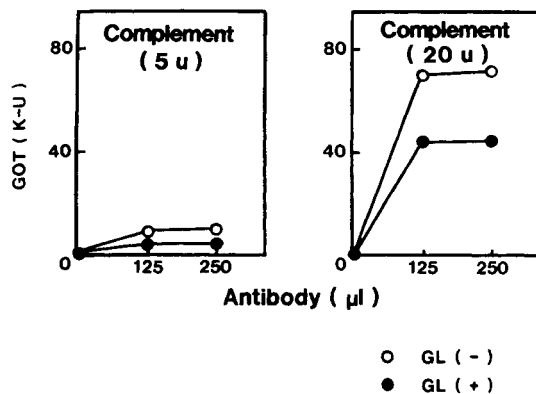 Complement
( 5 u )
80
40
0
125
250
GOT ( K-U )
Complement
( 20 u )
80
40
0
125
250
Antibody ( µl )
GL ( - )
GL ( + )